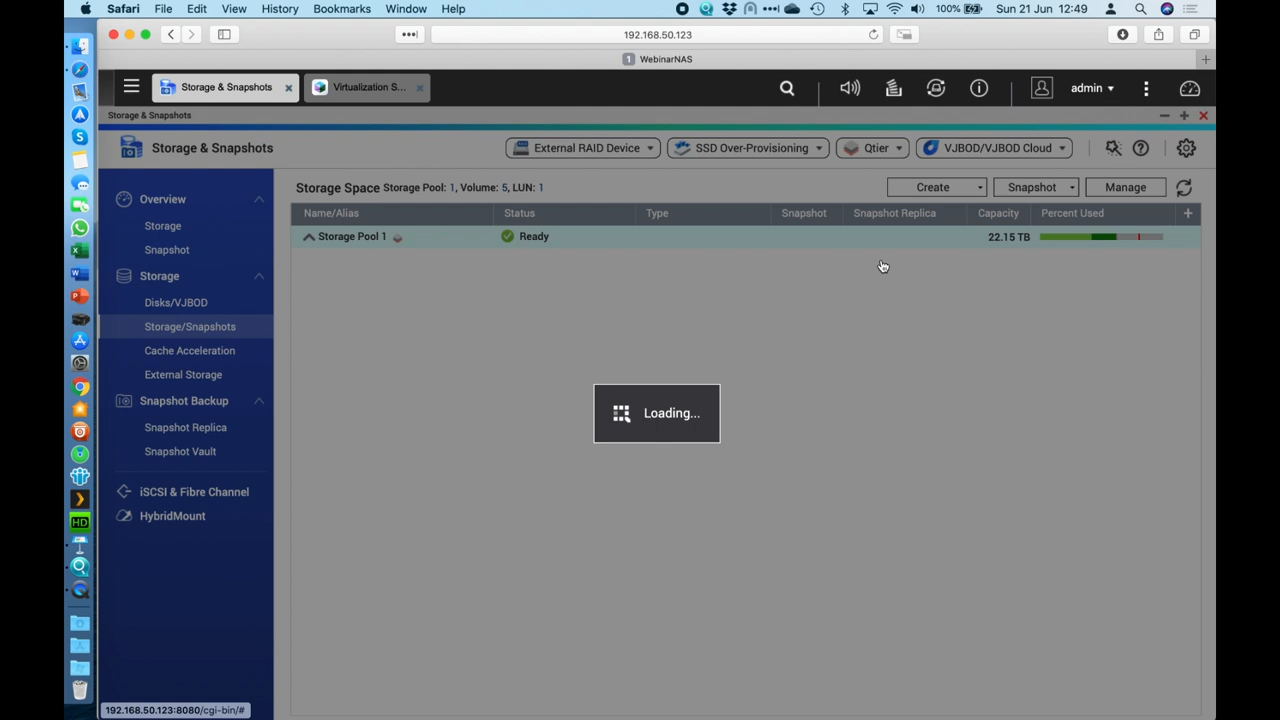 Safari File Edit View History Bookmarks Window Help 100% Sun 21 Jun 12:49
192.168.50.123
1 WebinarNAS
Storage & Snapshots Virtualization S... admin
Storage & Snapshots
Storage & Snapshots External RAID Device SSD Over-Provisioning Qtier VJBOD/VJBOD Cloud
Overview
Storage
Snapshot
Storage
Disks/VJBOD
Storage/Snapshots
Cache Acceleration
External Storage
Snapshot Backup
Snapshot Replica
Snapshot Vault
iSCSI & Fibre Channel
HybridMount
Storage Space Storage Pool: 1, Volume: 5, LUN: 1 Create Snapshot Manage
Name/Alias Status Type Snapshot Snapshot Replica Capacity Percent Used
Storage Pool 1 Ready 22.15 TB
Loading...
HD
192.168.50.123:8080/cgi-bin/#